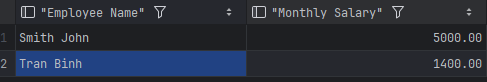 "Employee Name" "Monthly Salary"
1 Smith John 5000.00
2 Tran Binh 1400.00